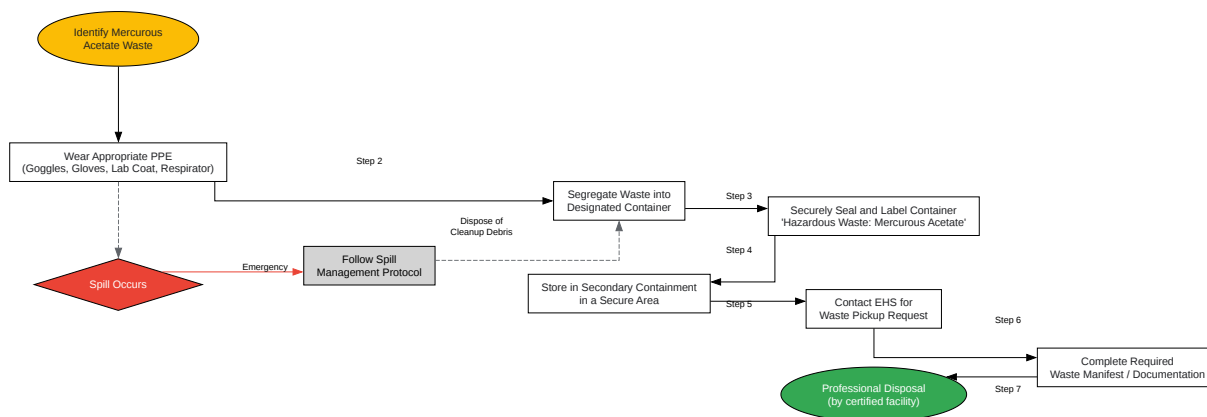 Identify Mercurous
Acetate Waste
Wear Appropriate PPE
(Goggles, Gloves, Lab Coat, Respirator)
Step 2
Segregate Waste into
Designated Container
Step 3
Securely Seal and Label Container
'Hazardous Waste: Mercurous Acetate'
Dispose of
Cleanup Debris
Spill Occurs
Emergency
Follow Spill
Management Protocol
Step 4
Store in Secondary Containment
in a Secure Area
Step 5
Contact EHS for
Waste Pickup Request
Step 6
Complete Required
Waste Manifest / Documentation
Step 7
Professional Disposal
(by certified facility)